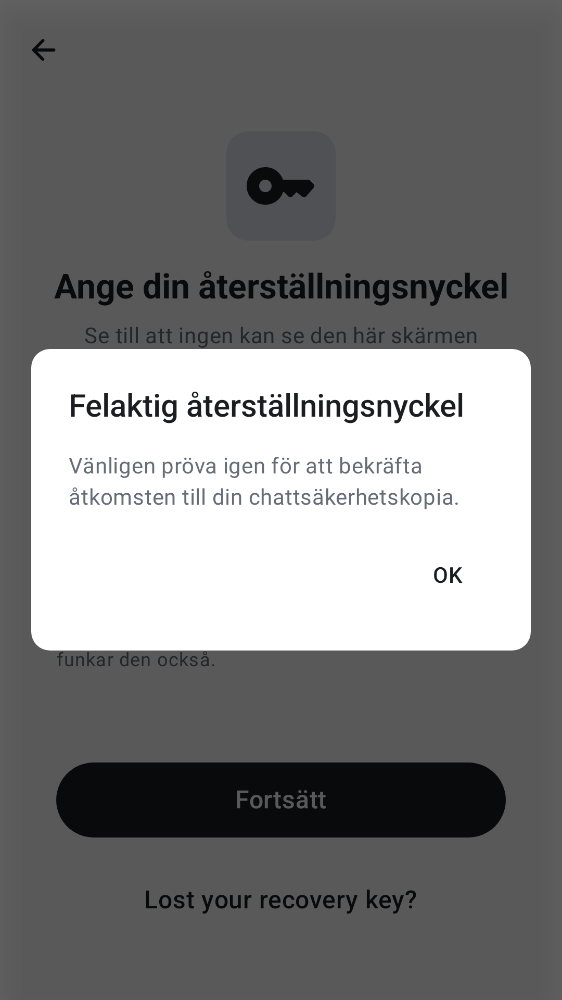 Ange din återställningsnyckel
Se till att ingen kan se den här skärmen
Felaktig återställningsnyckel
Vänligen pröva igen för att bekräfta
åtkomsten till din chattsäkerhetskopia.
OK
funkar den också.
Fortsätt
Lost your recovery key?